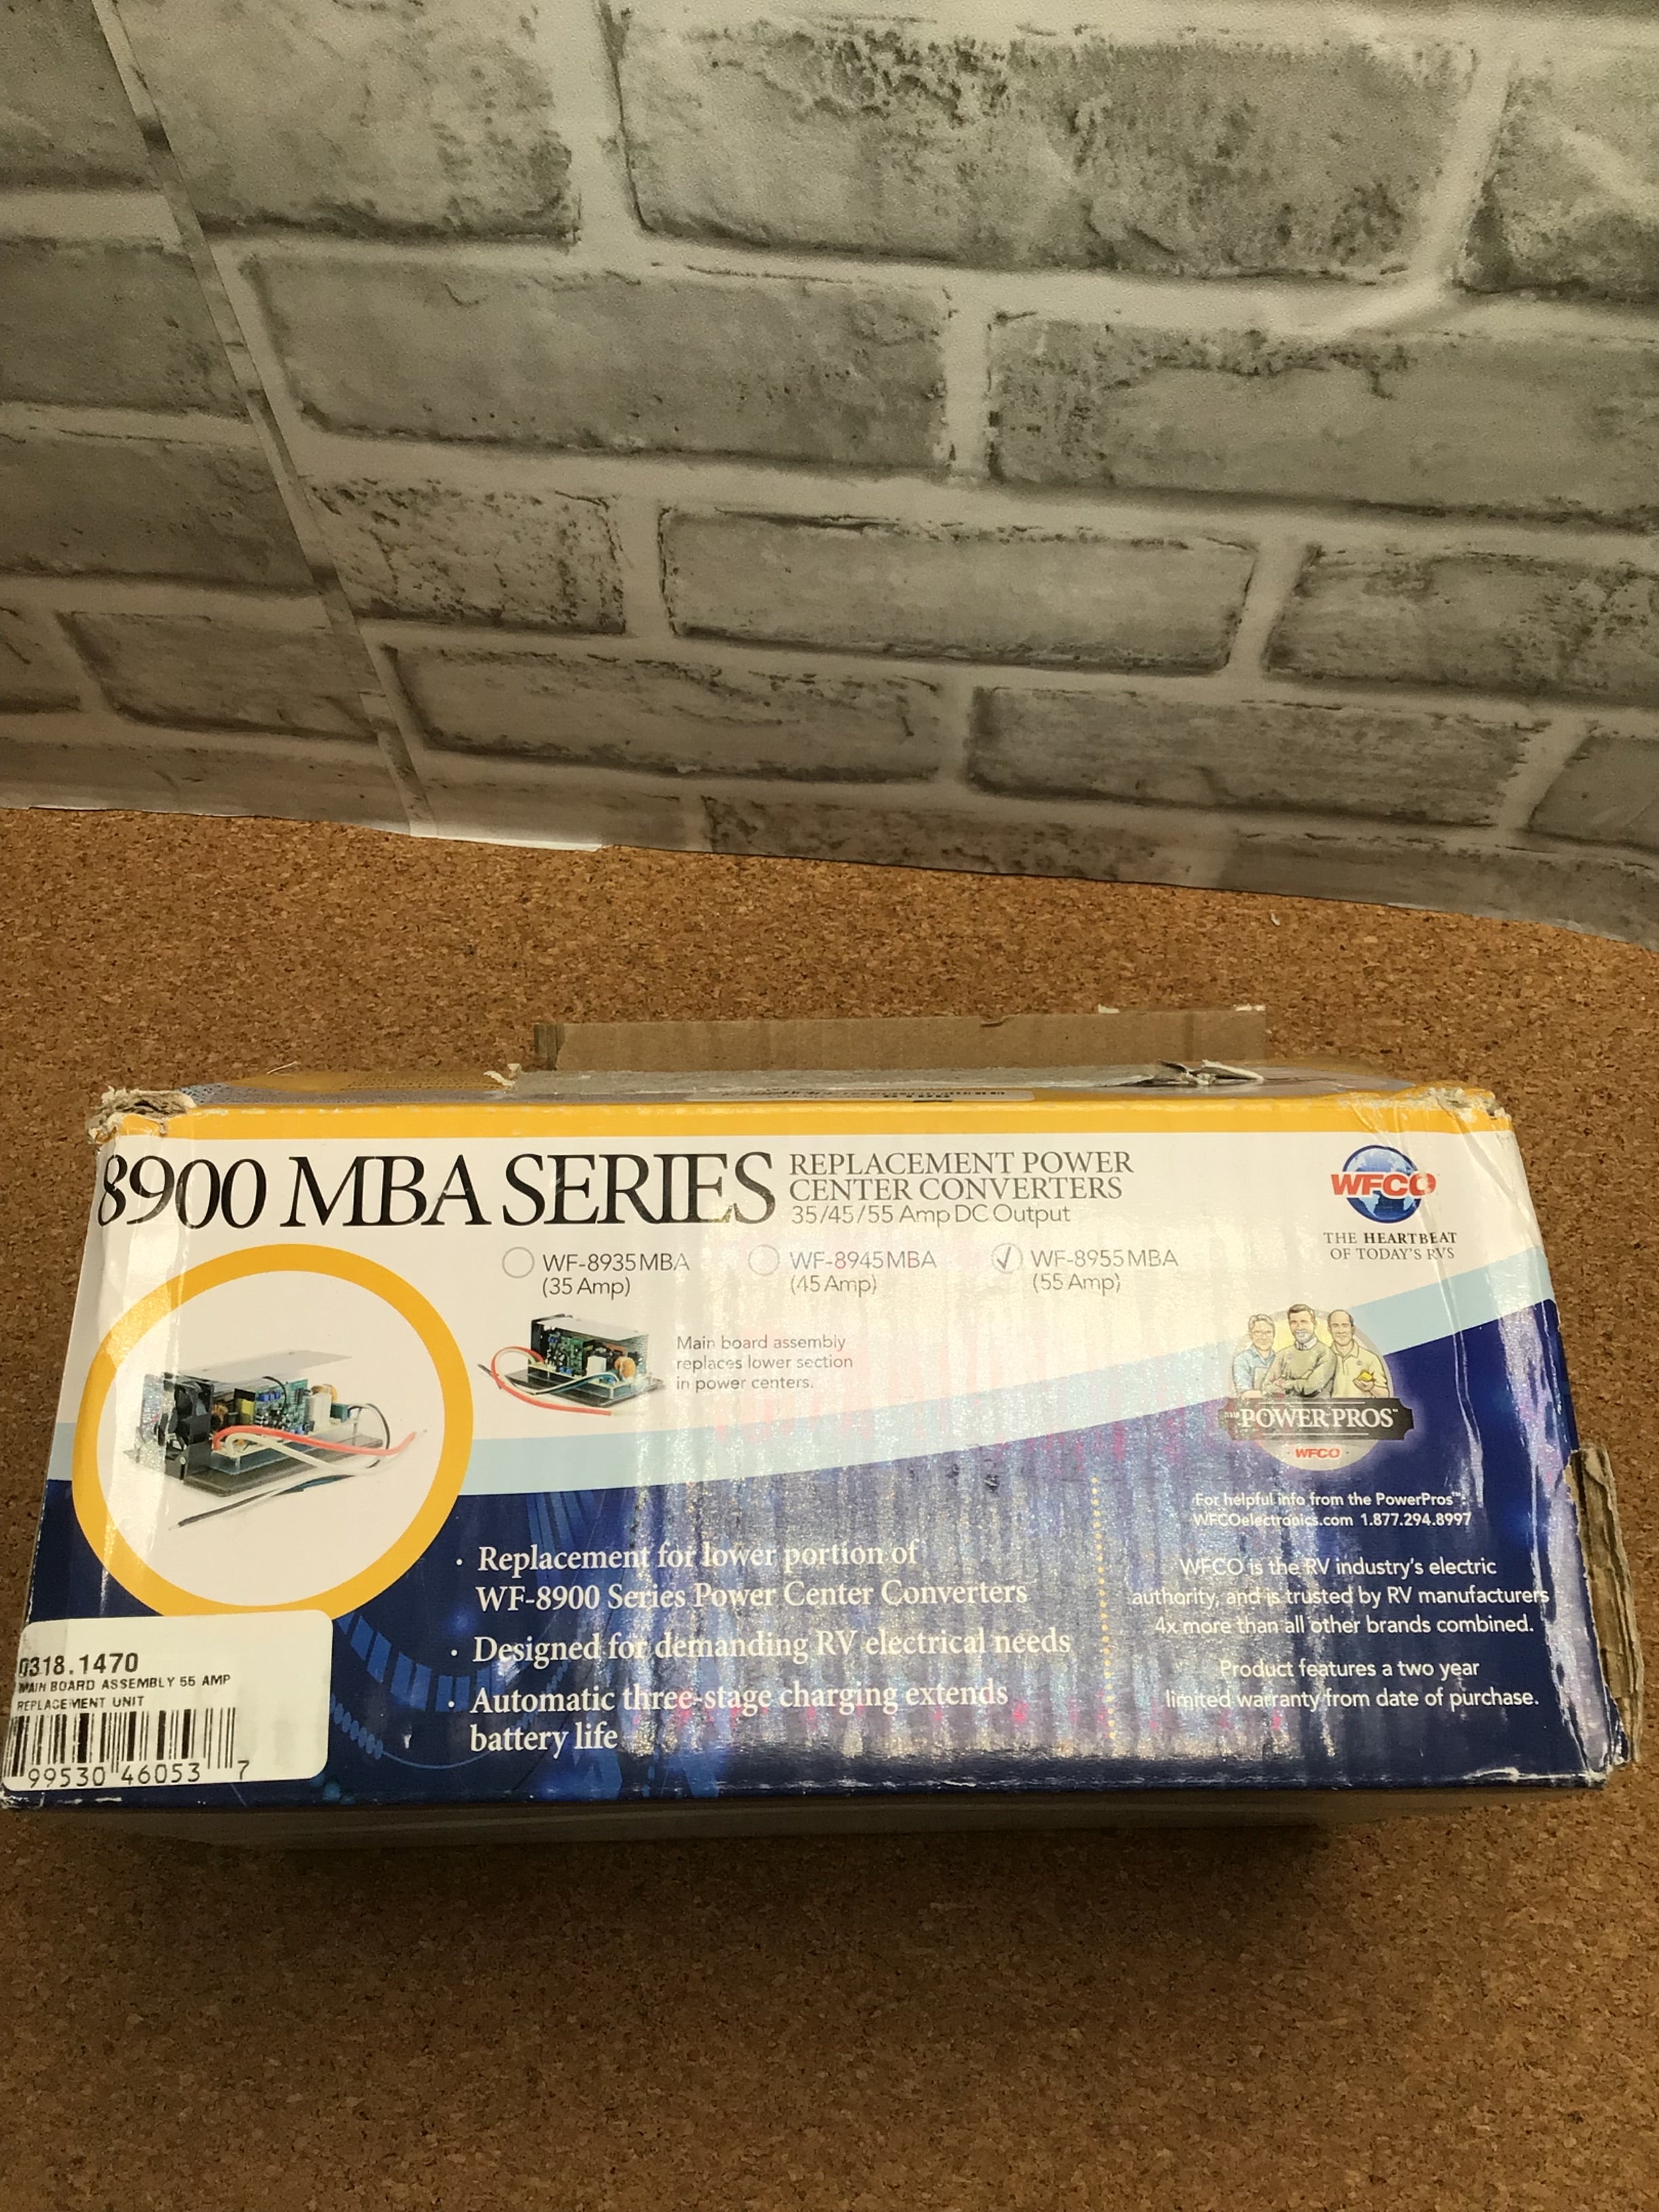 8900 MBA SERIES
REPLACEMENT POWER
CENTER CONVERTERS
35/45/55 Amp DC Output
WFCO
THE HEARTBEAT
OF TODAY'S RVS
WF-8935MBA
(35 Amp)
WF-8945MBA
(45 Amp)
WF-8955MBA
(55 Amp)
Main board assembly
replaces lower section
in power centers.
POWER PROS™
WFCO
For helpful info from the PowerPros™:
WFCOelectronics.com 1.877.294.8997
· Replacement for lower portion of
WF-8900 Series Power Center Converters
· Designed for demanding RV electrical needs
· Automatic three-stage charging extends
battery life
WFCO is the RV industry's electric
authority, and is trusted by RV manufacturers
4x more than all other brands combined.
Product features a two year
limited warranty from date of purchase.
0318.1470
MAIN BOARD ASSEMBLY 55 AMP
REPLACEMENT UNIT
99530 46053 7